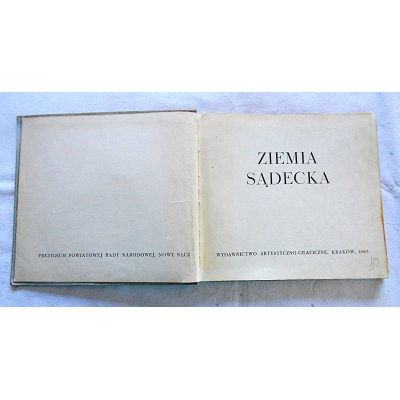 ZIEMIA
SĄDECKA
PREZYDIUM POWIATOWEJ RADY NARODOWEJ, NOWY SĄCZ
WYDAWNICTWO ARTYSTYCZNO-GRAFICZNE, KRAKÓW,